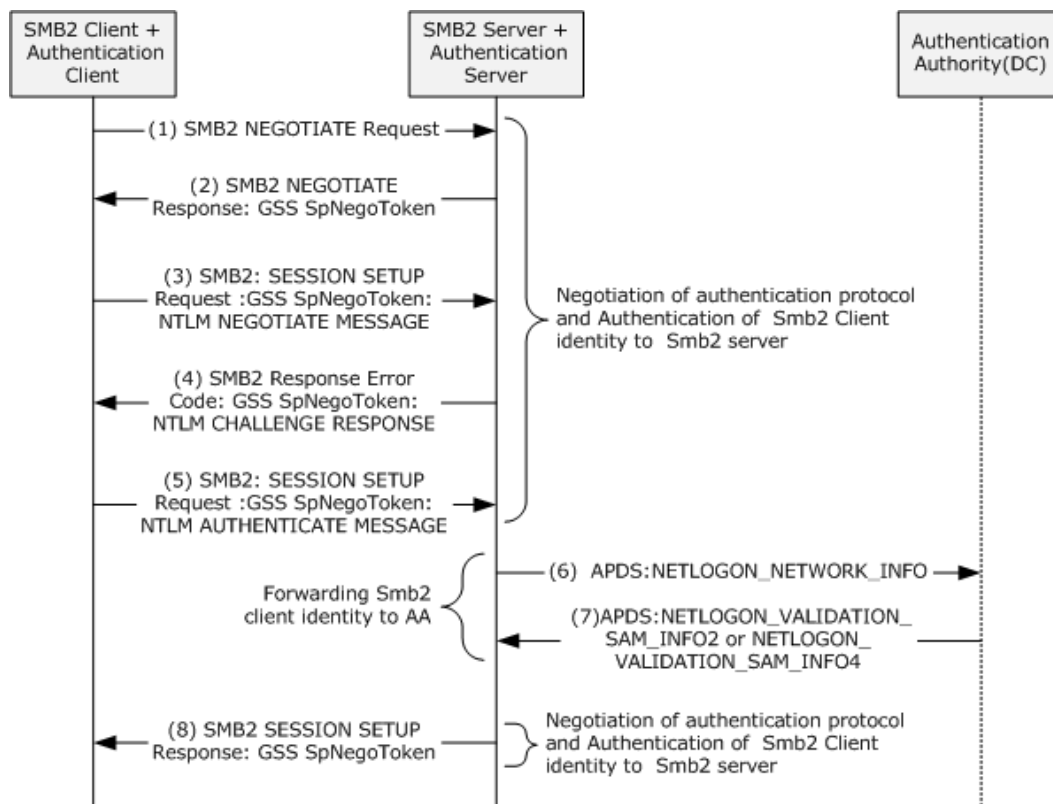 SMB2 Client +
Authentication
Client
SMB2 Server +
Authentication
Server
Authentication
Authority(DC)
(1) SMB2 NEGOTIATE Request
(2) SMB2 NEGOTIATE
Response: GSS SpNegoToken
(3) SMB2: SESSION SETUP
Request :GSS SpNegoToken:
NTLM NEGOTIATE MESSAGE
Negotiation of authentication protocol
and Authentication of Smb2 Client
identity to Smb2 server
(4) SMB2 Response Error
Code: GSS SpNegoToken:
NTLM CHALLENGE RESPONSE
(5) SMB2: SESSION SETUP
Request :GSS SpNegoToken:
NTLM AUTHENTICATE MESSAGE
Forwarding Smb2
client identity to AA
(6) APDS:NETLOGON_NETWORK_INFO
(7)APDS:NETLOGON_VALIDATION_
SAM_INFO2 or NETLOGON_
VALIDATION_SAM_INFO4
(8) SMB2 SESSION SETUP
Response: GSS SpNegoToken
Negotiation of authentication protocol
and Authentication of Smb2 Client
identity to Smb2 server